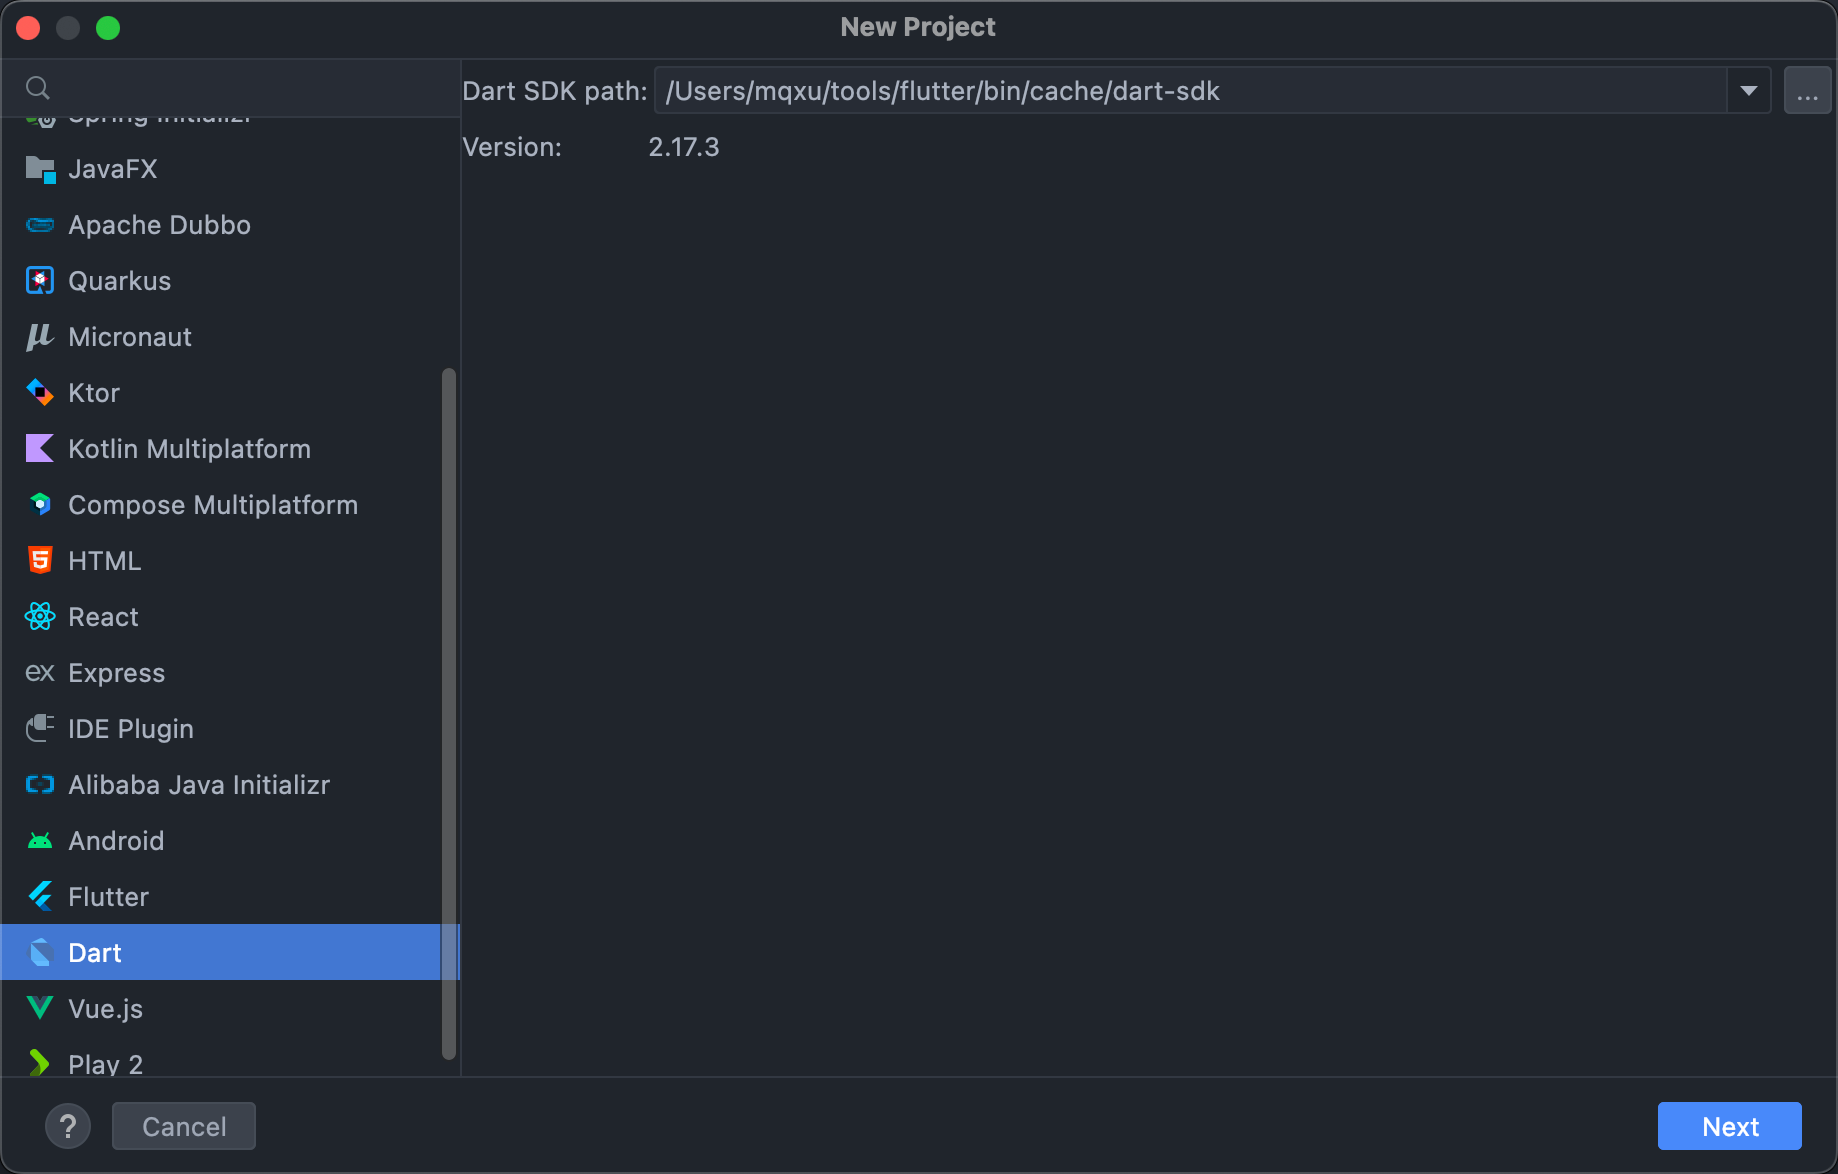 New Project
Dart SDK path: /Users/mqxu/tools/flutter/bin/cache/dart-sdk ...
Version: 2.17.3
Spring Initializr
JavaFX
Apache Dubbo
Quarkus
Micronaut
Ktor
Kotlin Multiplatform
Compose Multiplatform
HTML
React
ex Express
IDE Plugin
Alibaba Java Initializr
Android
Flutter
Dart
Vue.js
Play 2
? Cancel Next